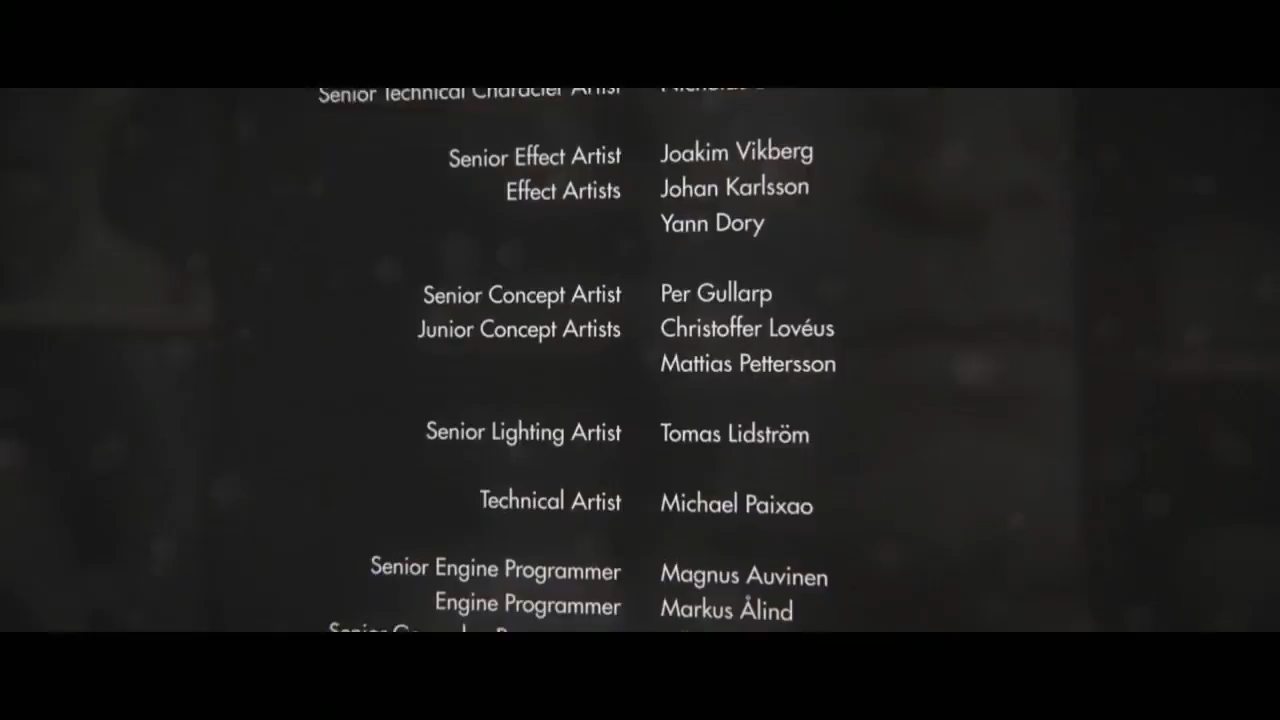 Senior Technical Character Artist
Senior Effect Artist Joakim Vikberg
Effect Artists Johan Karlsson
Yann Dory
Senior Concept Artist Per Gullarp
Junior Concept Artists Christoffer Lovéus
Mattias Pettersson
Senior Lighting Artist Tomas Lidström
Technical Artist Michael Paixao
Senior Engine Programmer Magnus Auvinen
Engine Programmer Markus Ålind
Senior